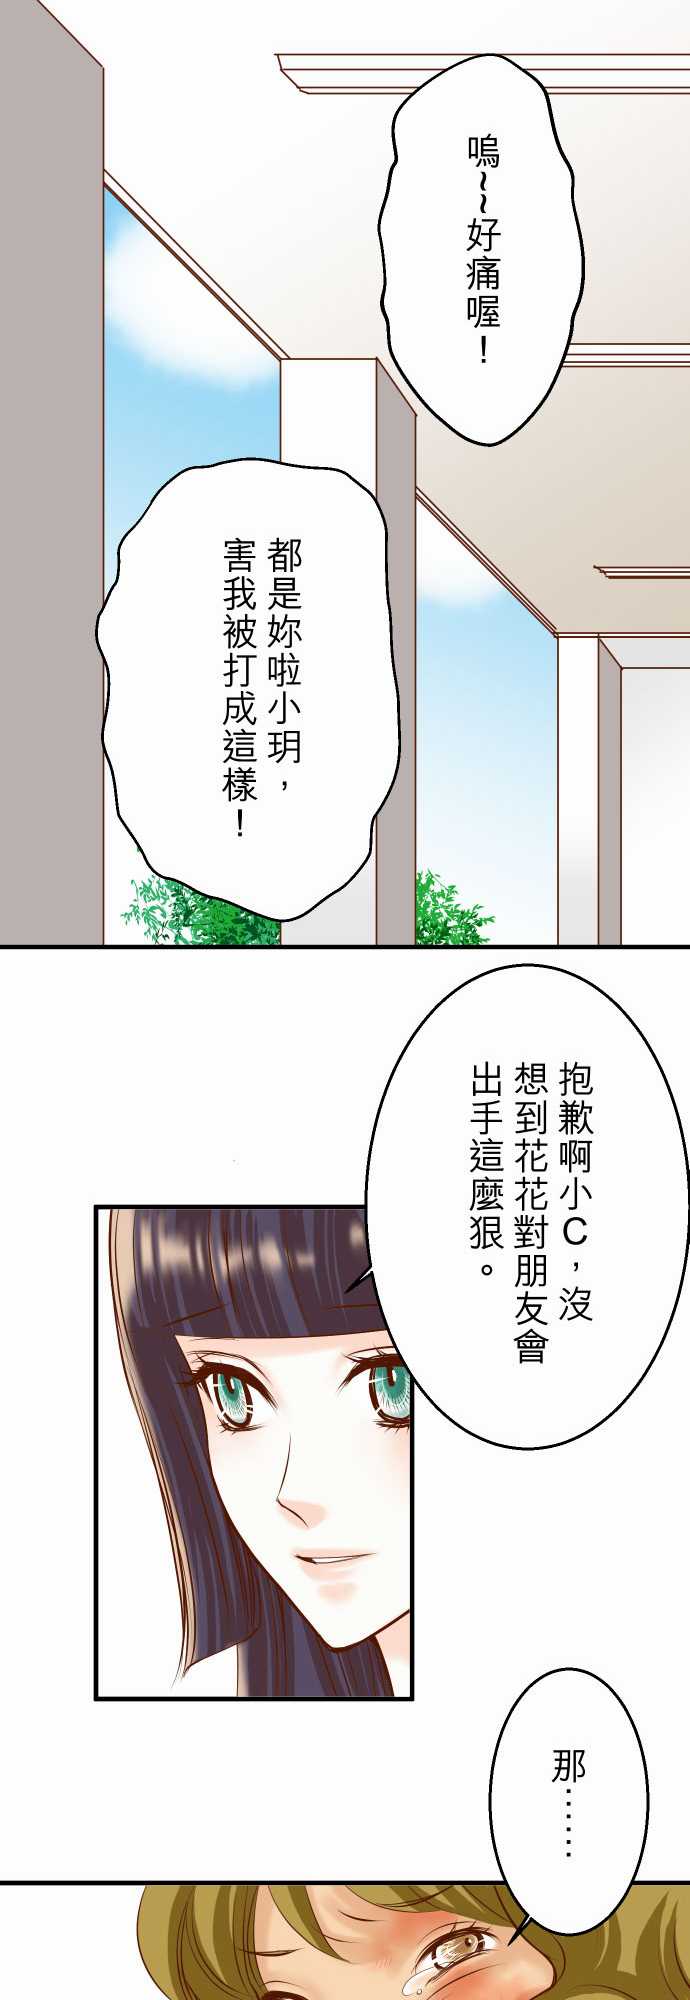 嗚~~好痛喔！
都是妳啦小玥，
害我被打成這樣！
抱歉啊小C，沒
想到花花對朋友會
出手這麼狠。
那……